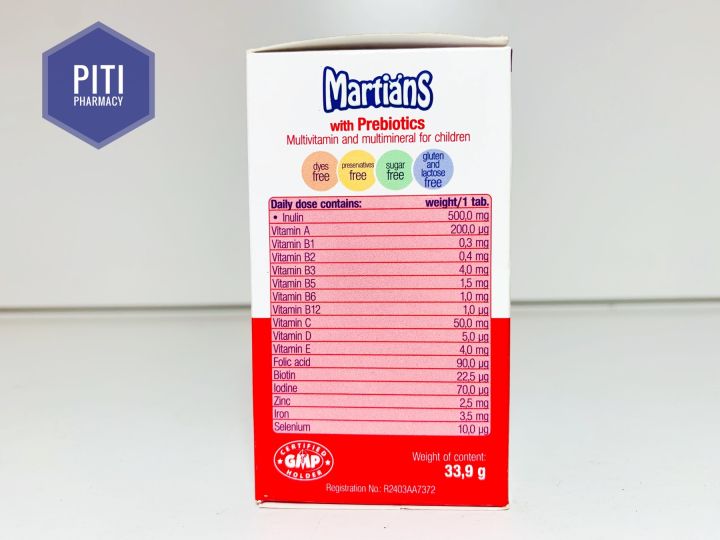 PITI
PHARMACY
Martians
with Prebiotics
Multivitamin and multimineral for children
dyes
free
preservatives
free
sugar
free
gluten
and
lactose
free
Daily dose contains: weight/1 tab.
• Inulin 500,0 mg
Vitamin A 200,0 µg
Vitamin B1 0,3 mg
Vitamin B2 0,4 mg
Vitamin B3 4,0 mg
Vitamin B5 1,5 mg
Vitamin B6 1,0 mg
Vitamin B12 1,0 µg
Vitamin C 50,0 mg
Vitamin D 5,0 µg
Vitamin E 4,0 mg
Folic acid 90,0 µg
Biotin 22,5 µg
Iodine 70,0 µg
Zinc 2,5 mg
Iron 3,5 mg
Selenium 10,0 µg
CERTIFIED
GMP
HOLDER
Weight of content:
33,9 g
Registration No.: R2403AA7372